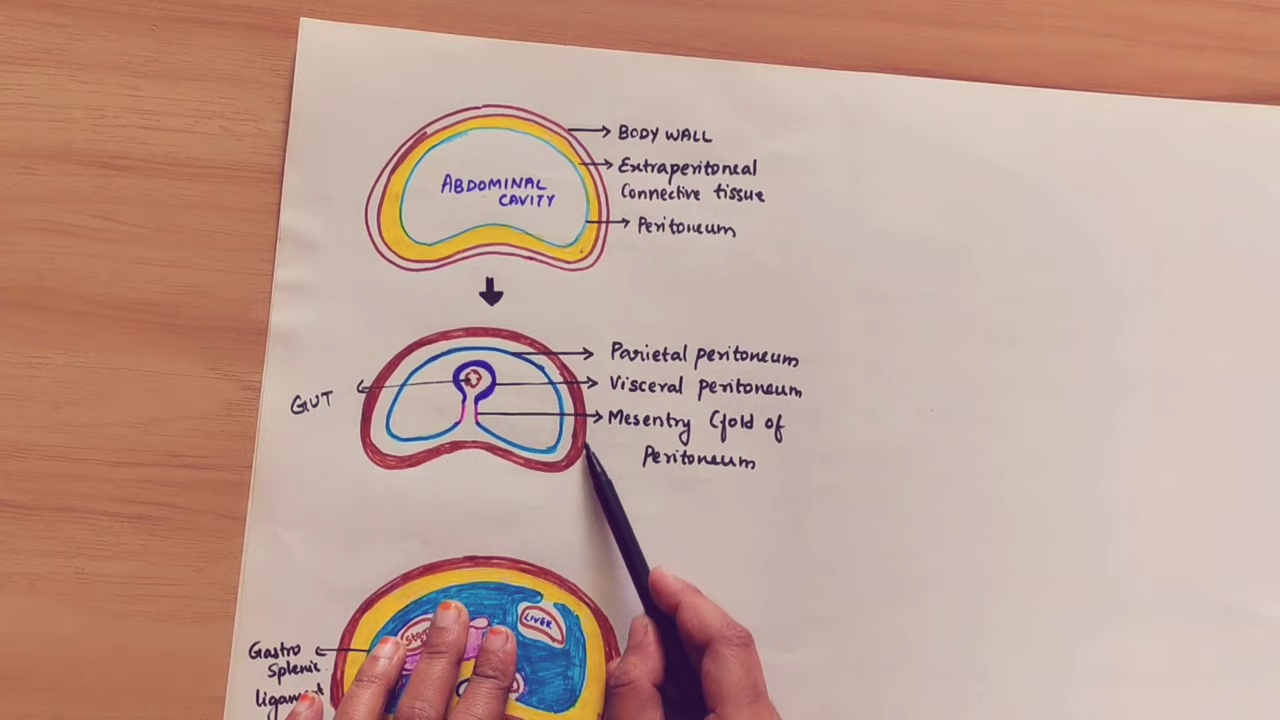 BODY WALL
Extraperitoneal
Connective tissue
Peritoneum
ABDOMINAL
CAVITY
Parietal peritoneum
Visceral peritoneum
Mesentry (fold of
Peritoneum
GUT
LIVER
Gastro
Splenic